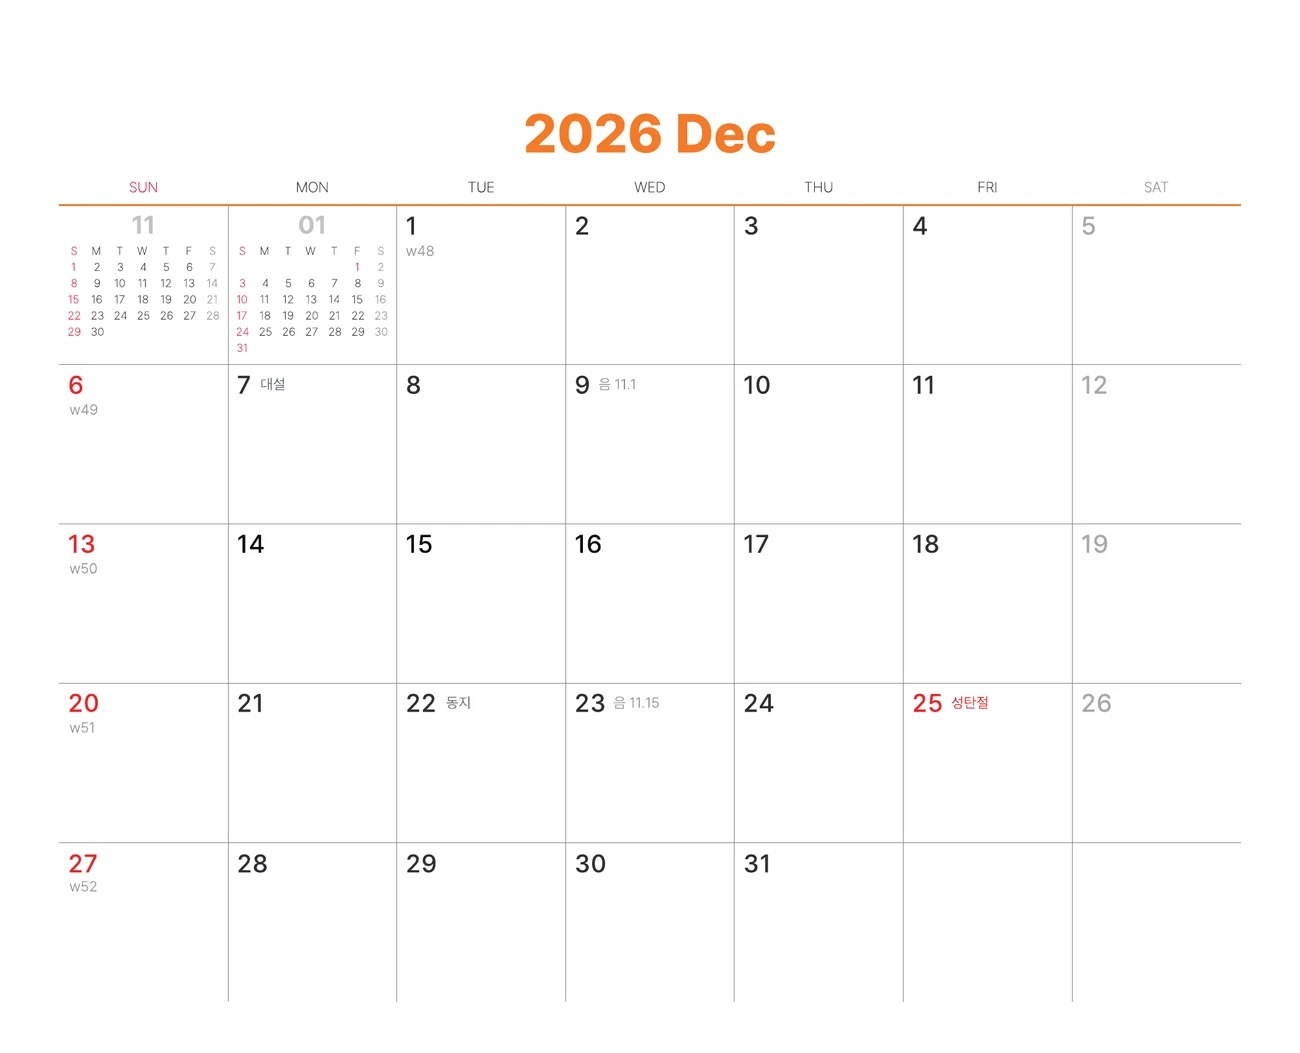 2026 Dec
SUN MON TUE WED THU FRI SAT
11
S M T W T F S
1 2 3 4 5 6 7
8 9 10 11 12 13 14
15 16 17 18 19 20 21
22 23 24 25 26 27 28
29 30
01
S M T W T F S
1 2
3 4 5 6 7 8 9
10 11 12 13 14 15 16
17 18 19 20 21 22 23
24 25 26 27 28 29 30
31
1 2 3 4 5
w48
6 7 대설 8 9 음 11.1 10 11 12
w49
13 14 15 16 17 18 19
w50
20 21 22 동지 23 음 11.15 24 25 성탄절 26
w51
27 28 29 30 31
w52